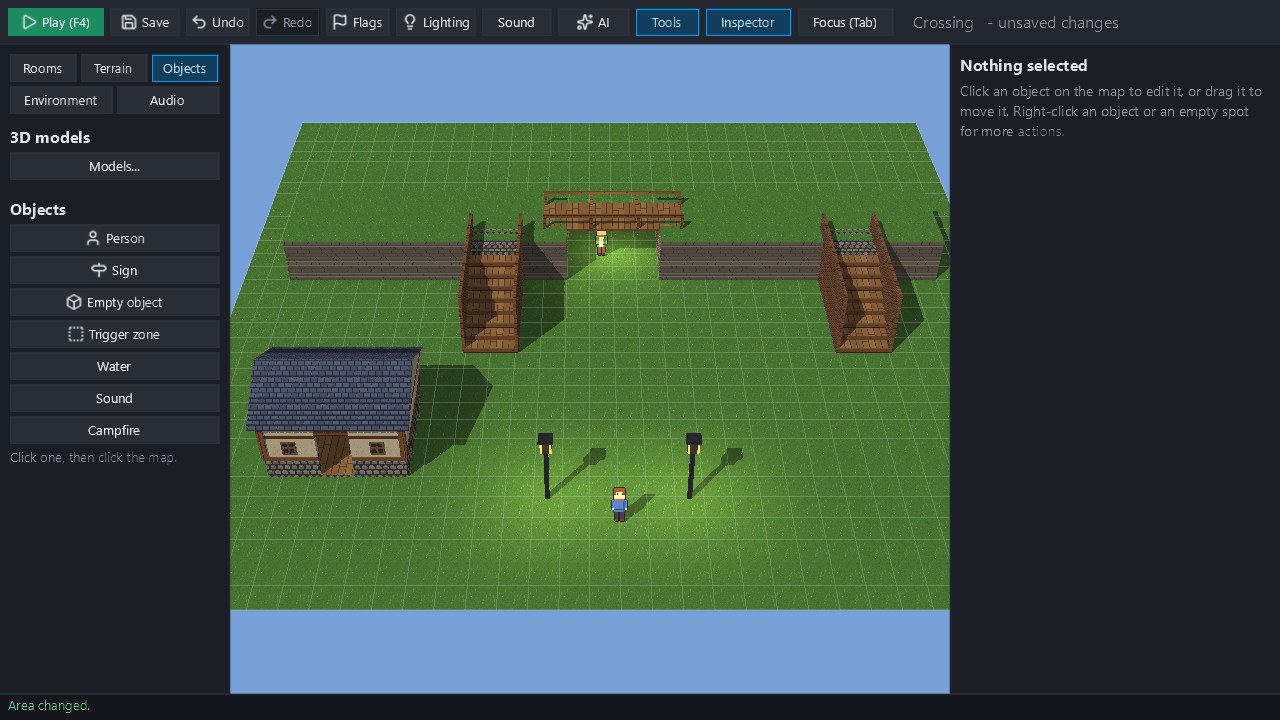 Play (F4) Save Undo Redo Flags Lighting Sound AI Tools Inspector Focus (Tab) Crossing - unsaved changes
Rooms Terrain Objects
Environment Audio
3D models
Models...
Objects
Person
Sign
Empty object
Trigger zone
Water
Sound
Campfire
Click one, then click the map.
Nothing selected
Click an object on the map to edit it, or drag it to
move it. Right-click an object or an empty spot
for more actions.
Area changed.